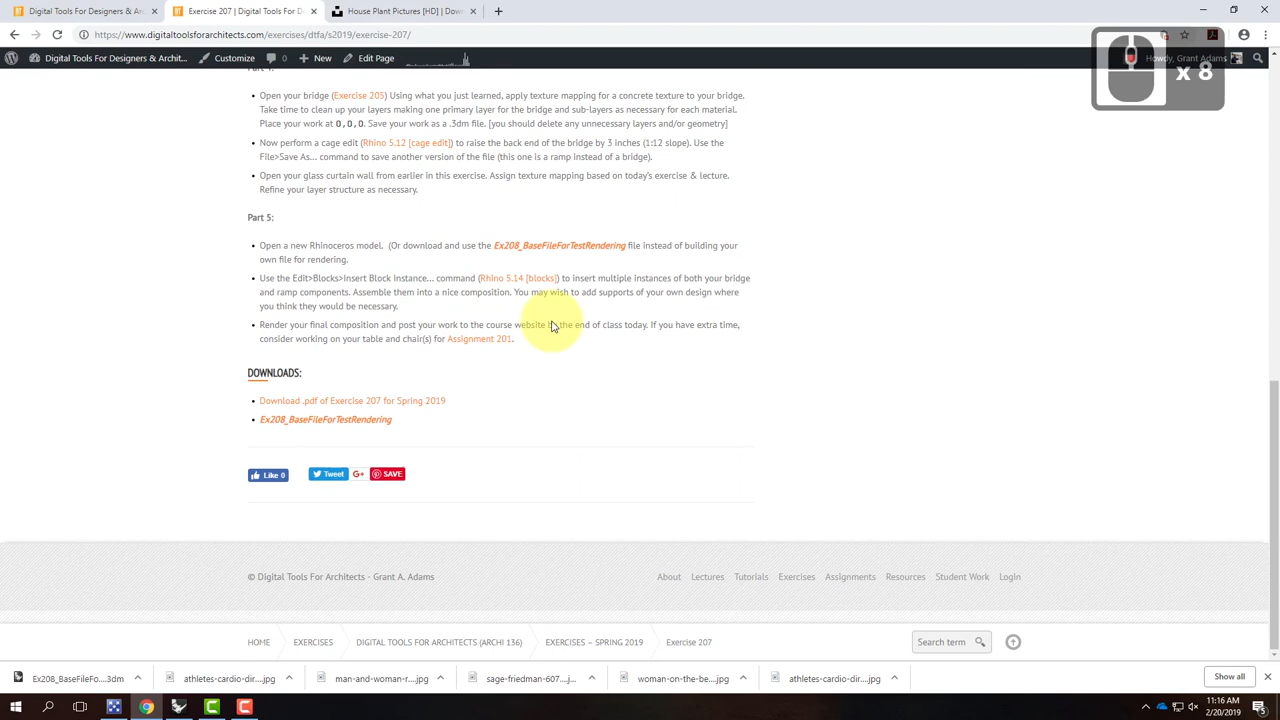 Digital Tools For Designers & Arc
Exercise 207 | Digital Tools For D
House Plant Pictures [HD] | Dow
https://www.digitaltoolsforarchitects.com/exercises/dtfa/s2019/exercise-207/
Digital Tools For Designers & Archit...
Customize
0
New
Edit Page
Howdy, Grant Adams
x 8
Open your bridge (Exercise 205) Using what you just learned, apply texture mapping for a concrete texture to your bridge.
Take time to clean up your layers making one primary layer for the bridge and sub-layers as necessary for each material.
Place your work at 0,0,0. Save your work as a .3dm file. [you should delete any unnecessary layers and/or geometry]
Now perform a cage edit (Rhino 5.12 [cage edit]) to raise the back end of the bridge by 3 inches (1:12 slope). Use the
File>Save As... command to save another version of the file (this one is a ramp instead of a bridge).
Open your glass curtain wall from earlier in this exercise. Assign texture mapping based on today's exercise & lecture.
Refine your layer structure as necessary.
Part 5:
Open a new Rhinoceros model. (Or download and use the Ex208_BaseFileForTestRendering file instead of building your
own file for rendering.
Use the Edit>Blocks>Insert Block Instance... command (Rhino 5.14 [blocks]) to insert multiple instances of both your bridge
and ramp components. Assemble them into a nice composition. You may wish to add supports of your own design where
you think they would be necessary.
Render your final composition and post your work to the course website by the end of class today. If you have extra time,
consider working on your table and chair(s) for Assignment 201.
DOWNLOADS:
Download .pdf of Exercise 207 for Spring 2019
Ex208_BaseFileForTestRendering
Like 0
Tweet
G+
SAVE
© Digital Tools For Architects - Grant A. Adams
About
Lectures
Tutorials
Exercises
Assignments
Resources
Student Work
Login
HOME
EXERCISES
DIGITAL TOOLS FOR ARCHITECTS (ARCHI 136)
EXERCISES – SPRING 2019
Exercise 207
Search term
Ex208_BaseFileFo....3dm
athletes-cardio-dir....jpg
man-and-woman-r....jpg
sage-friedman-607....j...
woman-on-the-be....jpg
athletes-cardio-dir....jpg
Show all
11:16 AM
2/20/2019
5